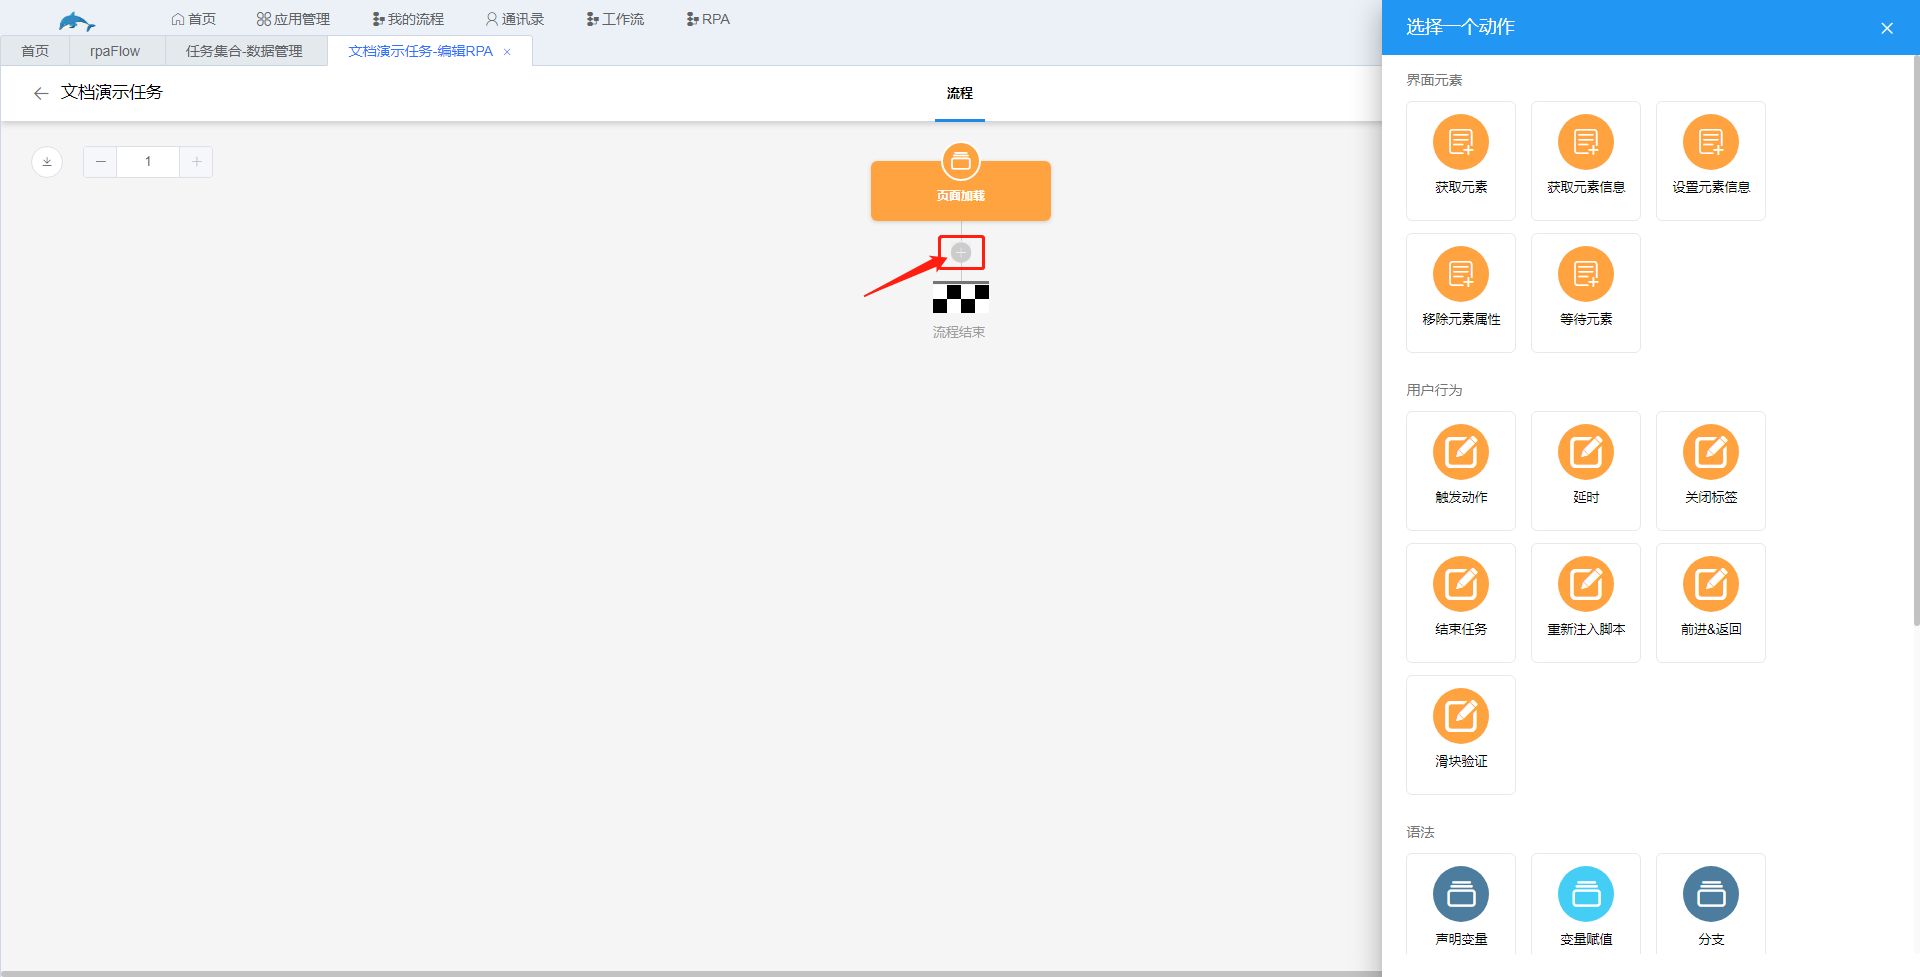 首页 应用管理 我的流程 通讯录 工作流 RPA
首页 rpaFlow 任务集合-数据管理 文档演示任务-编辑RPA
文档演示任务
流程
1
页面加载
流程结束
选择一个动作
界面元素
获取元素 获取元素信息 设置元素信息
移除元素属性 等待元素
用户行为
触发动作 延时 关闭标签
结束任务 重新注入脚本 前进&返回
滑块验证
语法
声明变量 变量赋值 分支